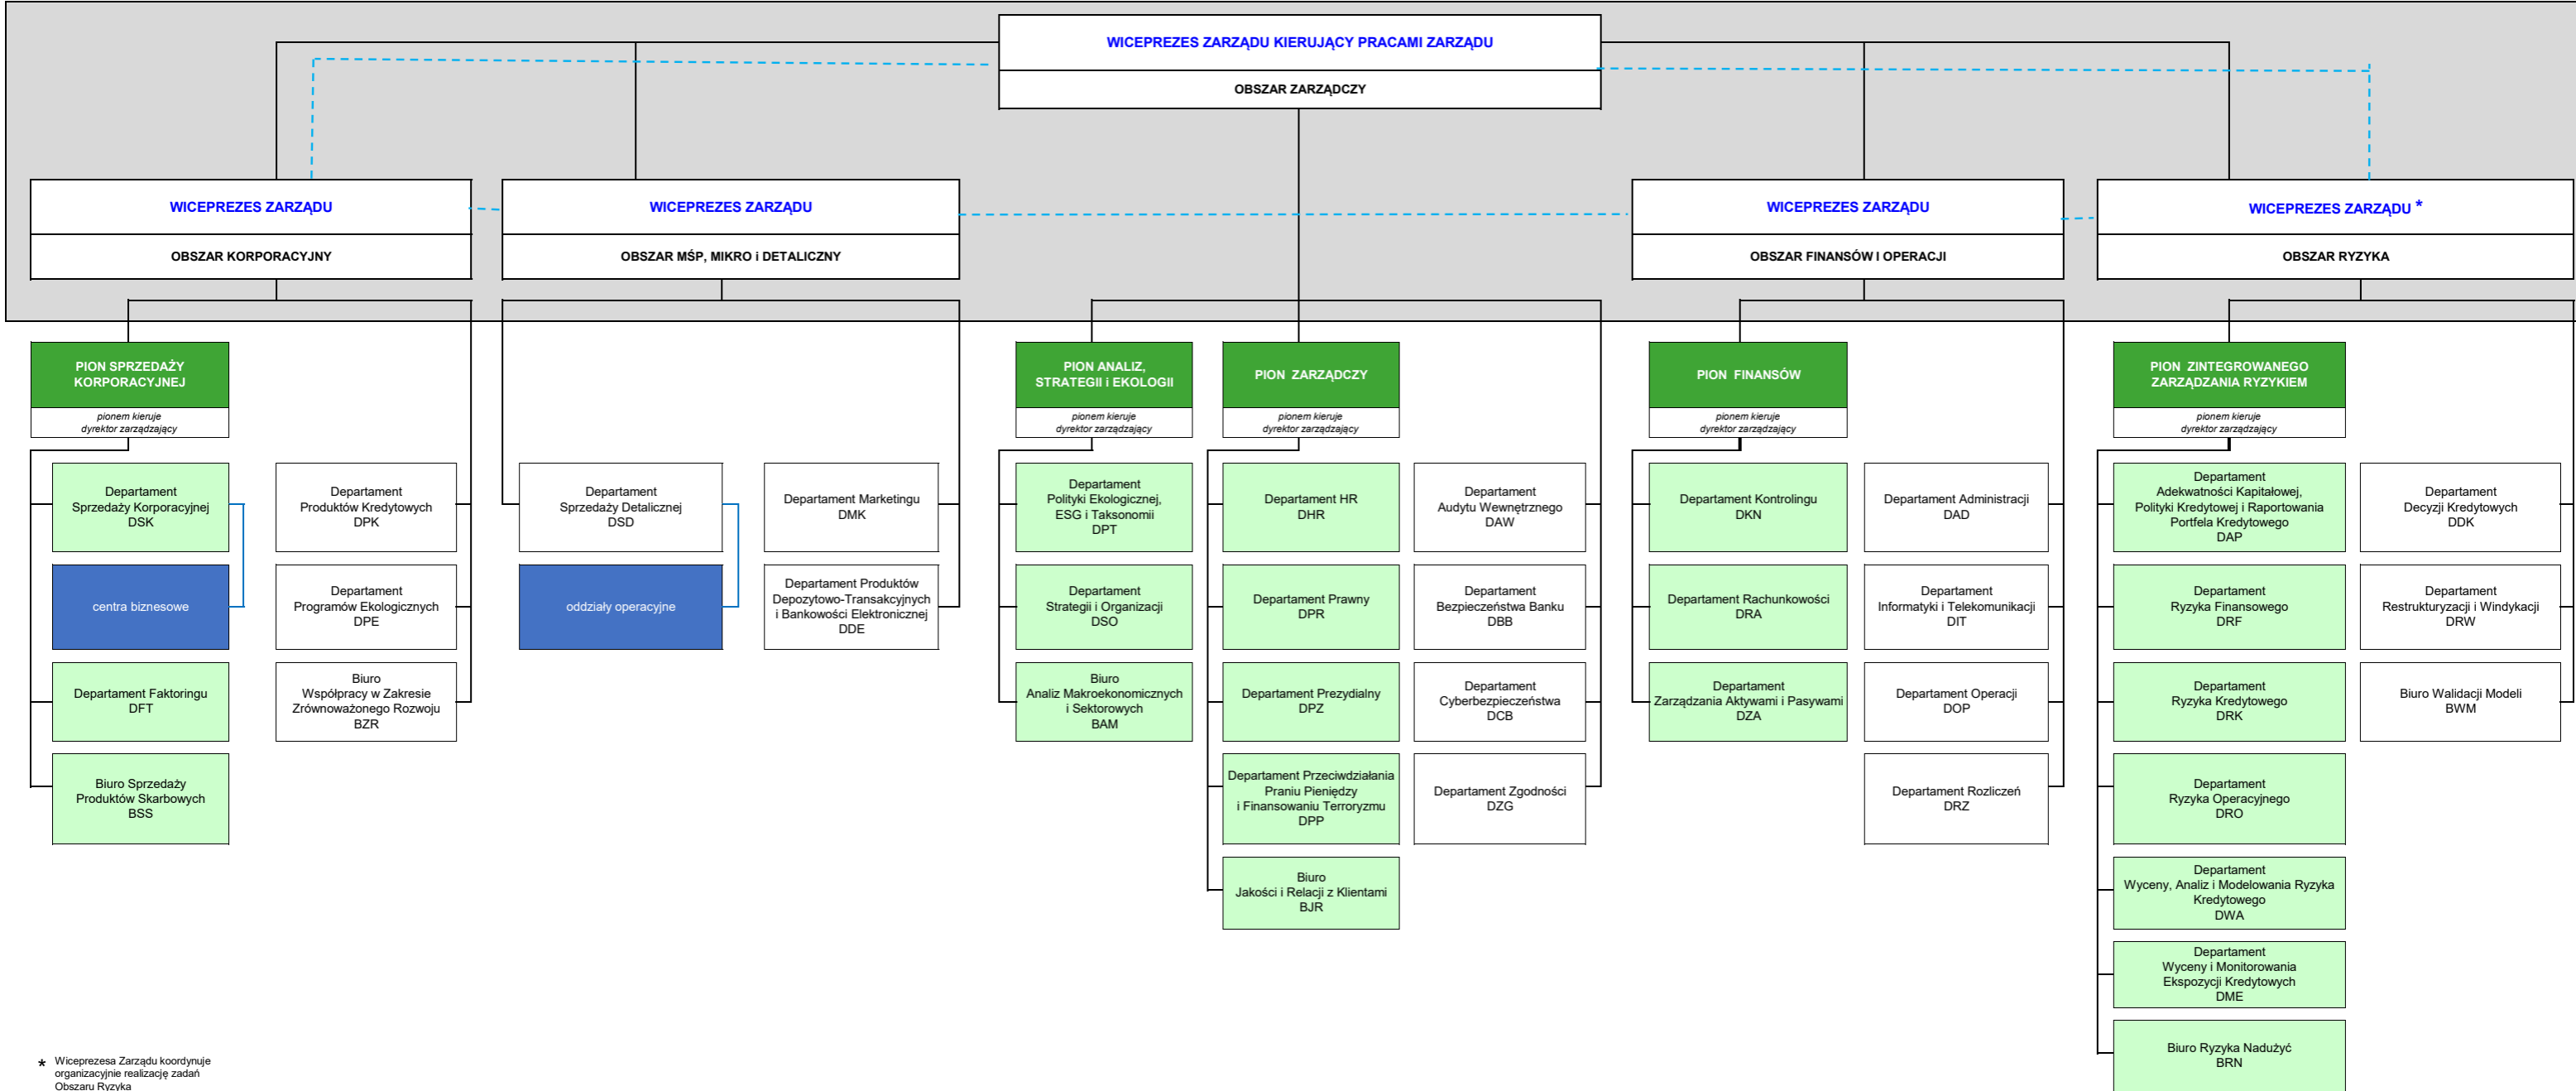 WICEPREZES ZARZĄDU KIERUJĄCY PRACAMI ZARZĄDU
OBSZAR ZARZĄDCZY
WICEPREZES ZARZĄDU
OBSZAR KORPORACYJNY
WICEPREZES ZARZĄDU
OBSZAR MŚP, MIKRO i DETALICZNY
WICEPREZES ZARZĄDU
OBSZAR FINANSÓW I OPERACJI
WICEPREZES ZARZĄDU *
OBSZAR RYZYKA
PION SPRZEDAŻY
KORPORACYJNEJ
pionem kieruje
dyrektor zarządzający
Departament
Sprzedaży Korporacyjnej
DSK
centra biznesowe
Departament Faktoringu
DFT
Biuro Sprzedaży
Produktów Skarbowych
BSS
Departament
Produktów Kredytowych
DPK
Departament
Programów Ekologicznych
DPE
Biuro
Współpracy w Zakresie
Zrównoważonego Rozwoju
BZR
Departament
Sprzedaży Detalicznej
DSD
oddziały operacyjne
Departament Marketingu
DMK
Departament Produktów
Depozytowo-Transakcyjnych
i Bankowości Elektronicznej
DDE
PION ANALIZ,
STRATEGII i EKOLOGII
pionem kieruje
dyrektor zarządzający
Departament
Polityki Ekologicznej,
ESG i Taksonomii
DPT
Departament
Strategii i Organizacji
DSO
Biuro
Analiz Makroekonomicznych
i Sektorowych
BAM
PION ZARZĄDCZY
pionem kieruje
dyrektor zarządzający
Departament HR
DHR
Departament Prawny
DPR
Departament Prezydialny
DPZ
Departament Przeciwdziałania
Praniu Pieniędzy
i Finansowaniu Terroryzmu
DPP
Biuro
Jakości i Relacji z Klientami
BJR
Departament
Audytu Wewnętrznego
DAW
Departament
Bezpieczeństwa Banku
DBB
Departament
Cyberbezpieczeństwa
DCB
Departament Zgodności
DZG
PION FINANSÓW
pionem kieruje
dyrektor zarządzający
Departament Kontrolingu
DKN
Departament Rachunkowości
DRA
Departament
Zarządzania Aktywami i Pasywami
DZA
Departament Administracji
DAD
Departament
Informatyki i Telekomunikacji
DIT
Departament Operacji
DOP
Departament Rozliczeń
DRZ
PION ZINTEGROWANEGO
ZARZĄDZANIA RYZYKIEM
pionem kieruje
dyrektor zarządzający
Departament
Adekwatności Kapitałowej,
Polityki Kredytowej i Raportowania
Portfela Kredytowego
DAP
Departament
Ryzyka Finansowego
DRF
Departament
Ryzyka Kredytowego
DRK
Departament
Ryzyka Operacyjnego
DRO
Departament
Wyceny, Analiz i Modelowania Ryzyka
Kredytowego
DWA
Departament
Wyceny i Monitorowania
Ekspozycji Kredytowych
DME
Biuro Ryzyka Nadużyć
BRN
Departament
Decyzji Kredytowych
DDK
Departament
Restrukturyzacji i Windykacji
DRW
Biuro Walidacji Modeli
BWM
* Wiceprezesa Zarządu koordynuje
organizacyjnie realizację zadań
Obszaru Ryzyka